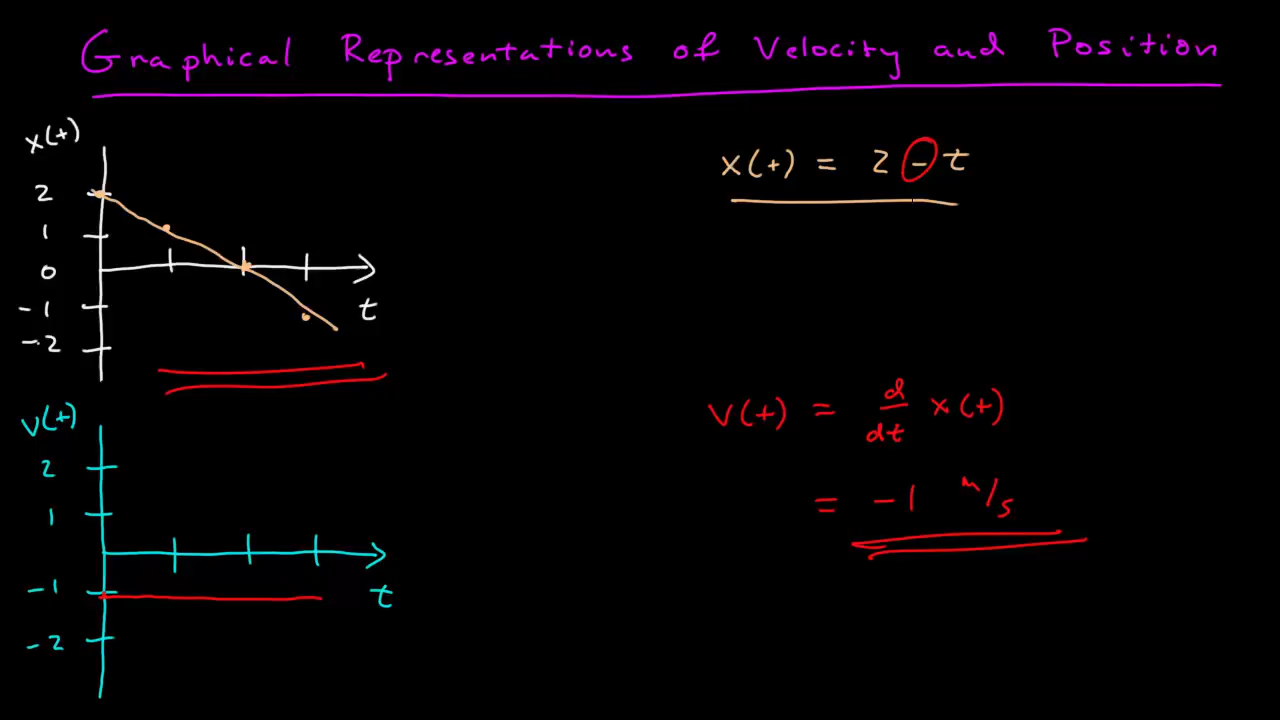 Graphical Representations of Velocity and Position
x(t)
2
1
0
-1
-2
t
x(t) = 2 - t
v(t)
2
1
-1
-2
t
v(t) = d/dt x(t)
= -1 m/s